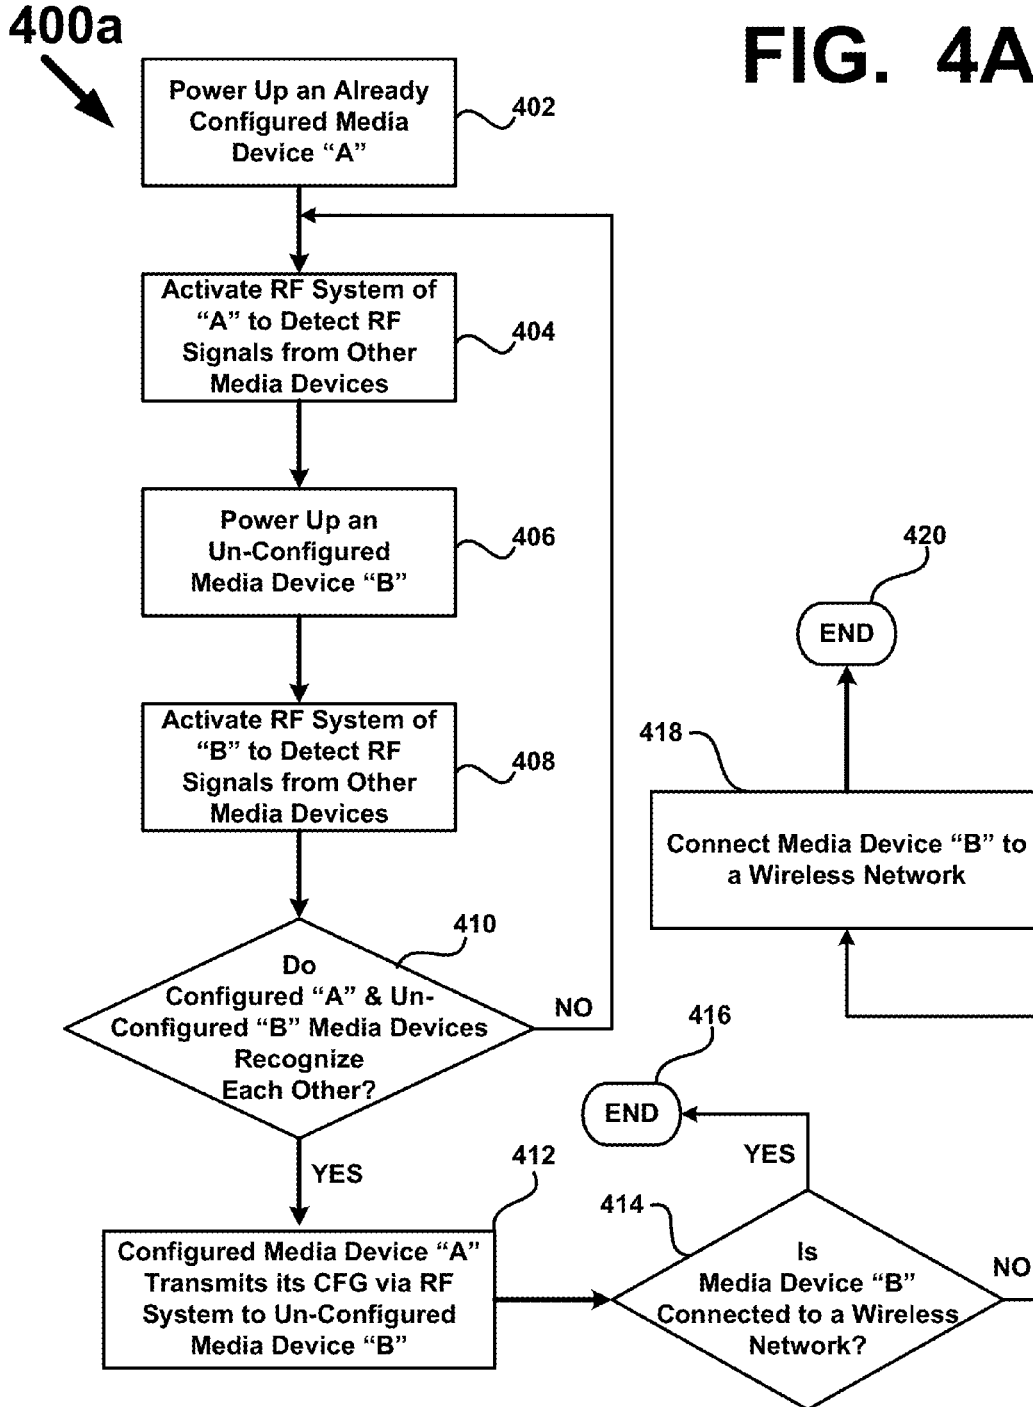 400a
FIG. 4A
Power Up an Already
Configured Media
Device “A”
402
Activate RF System of
“A” to Detect RF
Signals from Other
Media Devices
404
Power Up an
Un-Configured
Media Device “B”
406
Activate RF System of
“B” to Detect RF
Signals from Other
Media Devices
408
Do
Configured “A” & Un-
Configured “B” Media Devices
Recognize
Each Other?
410
NO
YES
Configured Media Device “A”
Transmits its CFG via RF
System to Un-Configured
Media Device “B”
412
Is
Media Device “B”
Connected to a Wireless
Network?
414
YES
NO
END
416
Connect Media Device “B” to
a Wireless Network
418
END
420